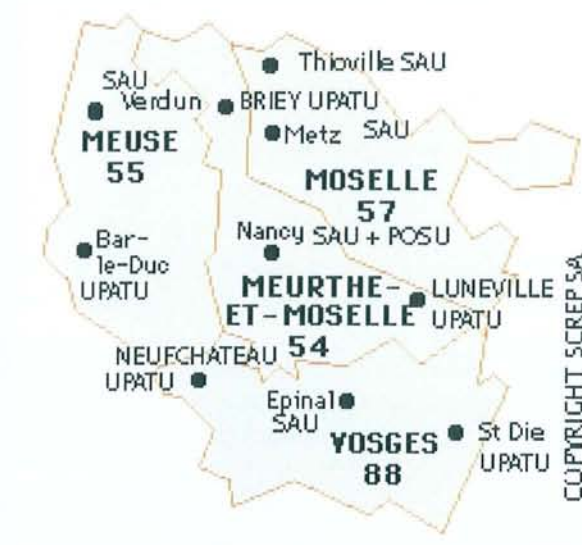 Thioville SAU
SAU
Verdun
BRIEY UPATU
Metz SAU
MEUSE
55
MOSELLE
57
Nancy SAU + POSU
Bar-
le-Duc
UPATU
MEURTHE-
ET-MOSELLE
54
LUNEVILLE
UPATU
NEUFCHATEAU
UPATU
Epinal
SAU
VOSGES
88
St Die
UPATU
COPYRIGHT SCREP SA